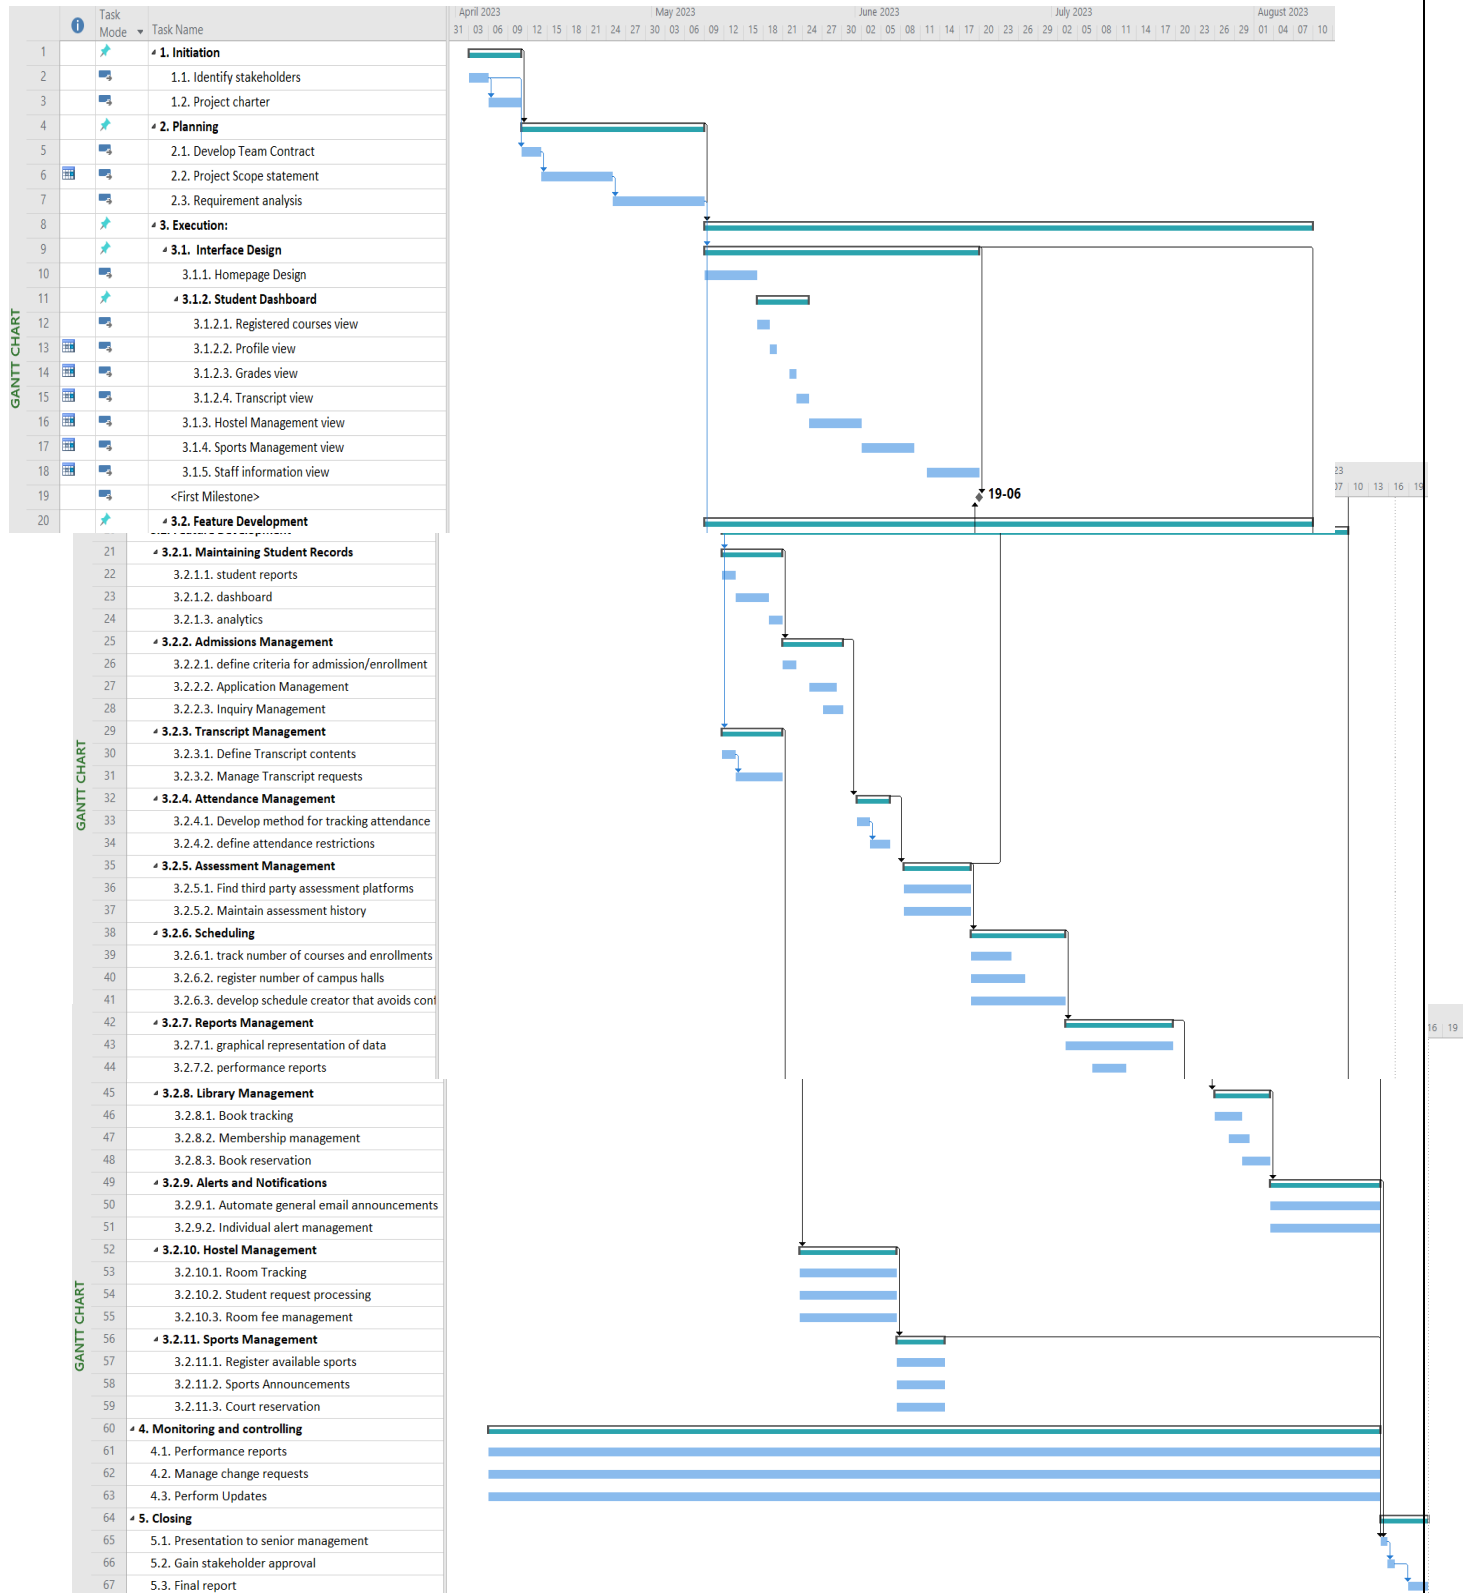 Task
Mode Task Name
April 2023 May 2023 June 2023 July 2023 August 2023
31 03 06 09 12 15 18 21 24 27 30 03 06 09 12 15 18 21 24 27 30 02 05 08 11 14 17 20 23 26 29 02 05 08 11 14 17 20 23 26 29 01 04 07 10
GANTT CHART
1 1. Initiation
2 1.1. Identify stakeholders
3 1.2. Project charter
4 2. Planning
5 2.1. Develop Team Contract
6 2.2. Project Scope statement
7 2.3. Requirement analysis
8 3. Execution:
9 3.1. Interface Design
10 3.1.1. Homepage Design
11 3.1.2. Student Dashboard
12 3.1.2.1. Registered courses view
13 3.1.2.2. Profile view
14 3.1.2.3. Grades view
15 3.1.2.4. Transcript view
16 3.1.3. Hostel Management view
17 3.1.4. Sports Management view
18 3.1.5. Staff information view
23
10 13 16 19
19 <First Milestone> 19-06
20 3.2. Feature Development
GANTT CHART
21 3.2.1. Maintaining Student Records
22 3.2.1.1. student reports
23 3.2.1.2. dashboard
24 3.2.1.3. analytics
25 3.2.2. Admissions Management
26 3.2.2.1. define criteria for admission/enrollment
27 3.2.2.2. Application Management
28 3.2.2.3. Inquiry Management
29 3.2.3. Transcript Management
30 3.2.3.1. Define Transcript contents
31 3.2.3.2. Manage Transcript requests
32 3.2.4. Attendance Management
33 3.2.4.1. Develop method for tracking attendance
34 3.2.4.2. define attendance restrictions
35 3.2.5. Assessment Management
36 3.2.5.1. Find third party assessment platforms
37 3.2.5.2. Maintain assessment history
38 3.2.6. Scheduling
39 3.2.6.1. track number of courses and enrollments
40 3.2.6.2. register number of campus halls
41 3.2.6.3. develop schedule creator that avoids conf
42 3.2.7. Reports Management
16 19
43 3.2.7.1. graphical representation of data
44 3.2.7.2. performance reports
GANTT CHART
45 3.2.8. Library Management
46 3.2.8.1. Book tracking
47 3.2.8.2. Membership management
48 3.2.8.3. Book reservation
49 3.2.9. Alerts and Notifications
50 3.2.9.1. Automate general email announcements
51 3.2.9.2. Individual alert management
52 3.2.10. Hostel Management
53 3.2.10.1. Room Tracking
54 3.2.10.2. Student request processing
55 3.2.10.3. Room fee management
56 3.2.11. Sports Management
57 3.2.11.1. Register available sports
58 3.2.11.2. Sports Announcements
59 3.2.11.3. Court reservation
60 4. Monitoring and controlling
61 4.1. Performance reports
62 4.2. Manage change requests
63 4.3. Perform Updates
64 5. Closing
65 5.1. Presentation to senior management
66 5.2. Gain stakeholder approval
67 5.3. Final report